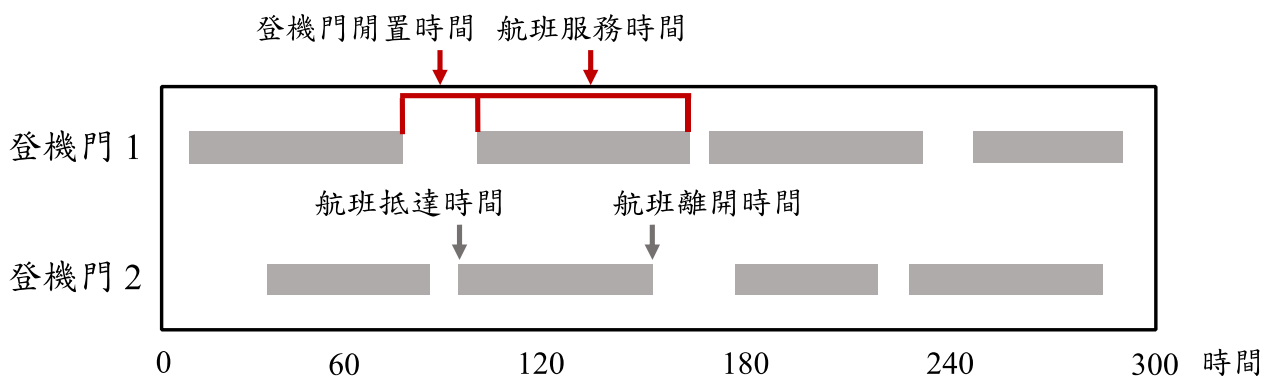 登機門閒置時間 航班服務時間
登機門 1
航班抵達時間 航班離開時間
登機門 2
0 60 120 180 240 300 時間